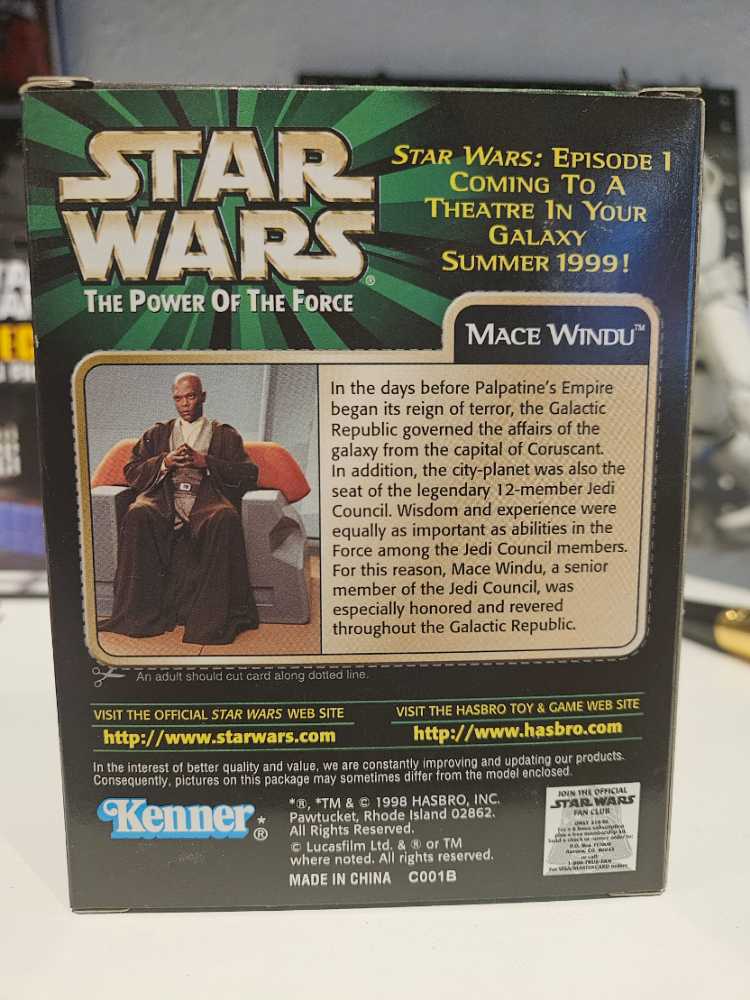 STAR
WARS®
THE POWER OF THE FORCE
STAR WARS: EPISODE 1
COMING TO A
THEATRE IN YOUR
GALAXY
SUMMER 1999!
MACE WINDU™
In the days before Palpatine's Empire
began its reign of terror, the Galactic
Republic governed the affairs of the
galaxy from the capital of Coruscant.
In addition, the city-planet was also the
seat of the legendary 12-member Jedi
Council. Wisdom and experience were
equally as important as abilities in the
Force among the Jedi Council members.
For this reason, Mace Windu, a senior
member of the Jedi Council, was
especially honored and revered
throughout the Galactic Republic.
An adult should cut card along dotted line.
VISIT THE OFFICIAL STAR WARS WEB SITE
http://www.starwars.com
VISIT THE HASBRO TOY & GAME WEB SITE
http://www.hasbro.com
In the interest of better quality and value, we are constantly improving and updating our products.
Consequently, pictures on this package may sometimes differ from the model enclosed.
Kenner*®
*®, *TM & © 1998 HASBRO, INC.
Pawtucket, Rhode Island 02862.
All Rights Reserved.
© Lucasfilm Ltd. & ® or TM
where noted. All rights reserved.
MADE IN CHINA C001B
JOIN THE OFFICIAL
STAR WARS
FAN CLUB